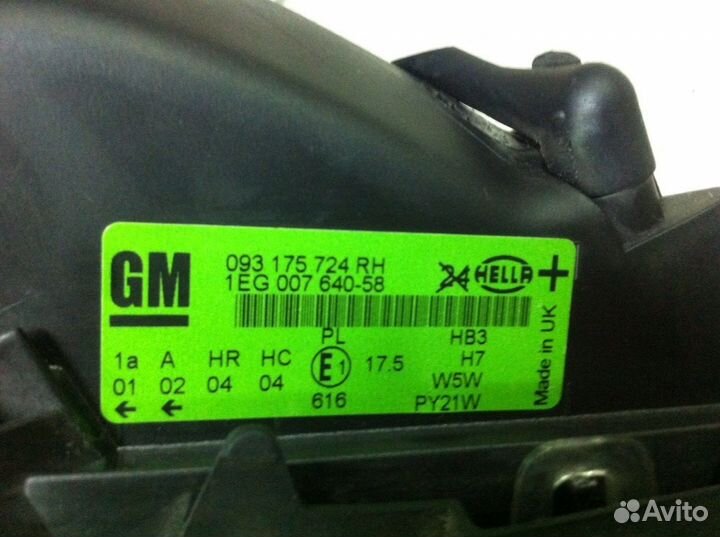 GM
093 175 724 RH
1EG 007 640-58
24 HELLA +
PL HB3
1a A HR HC E1 17.5 H7
01 02 04 04 W5W
← ← 616 PY21W
Made in UK
Avito